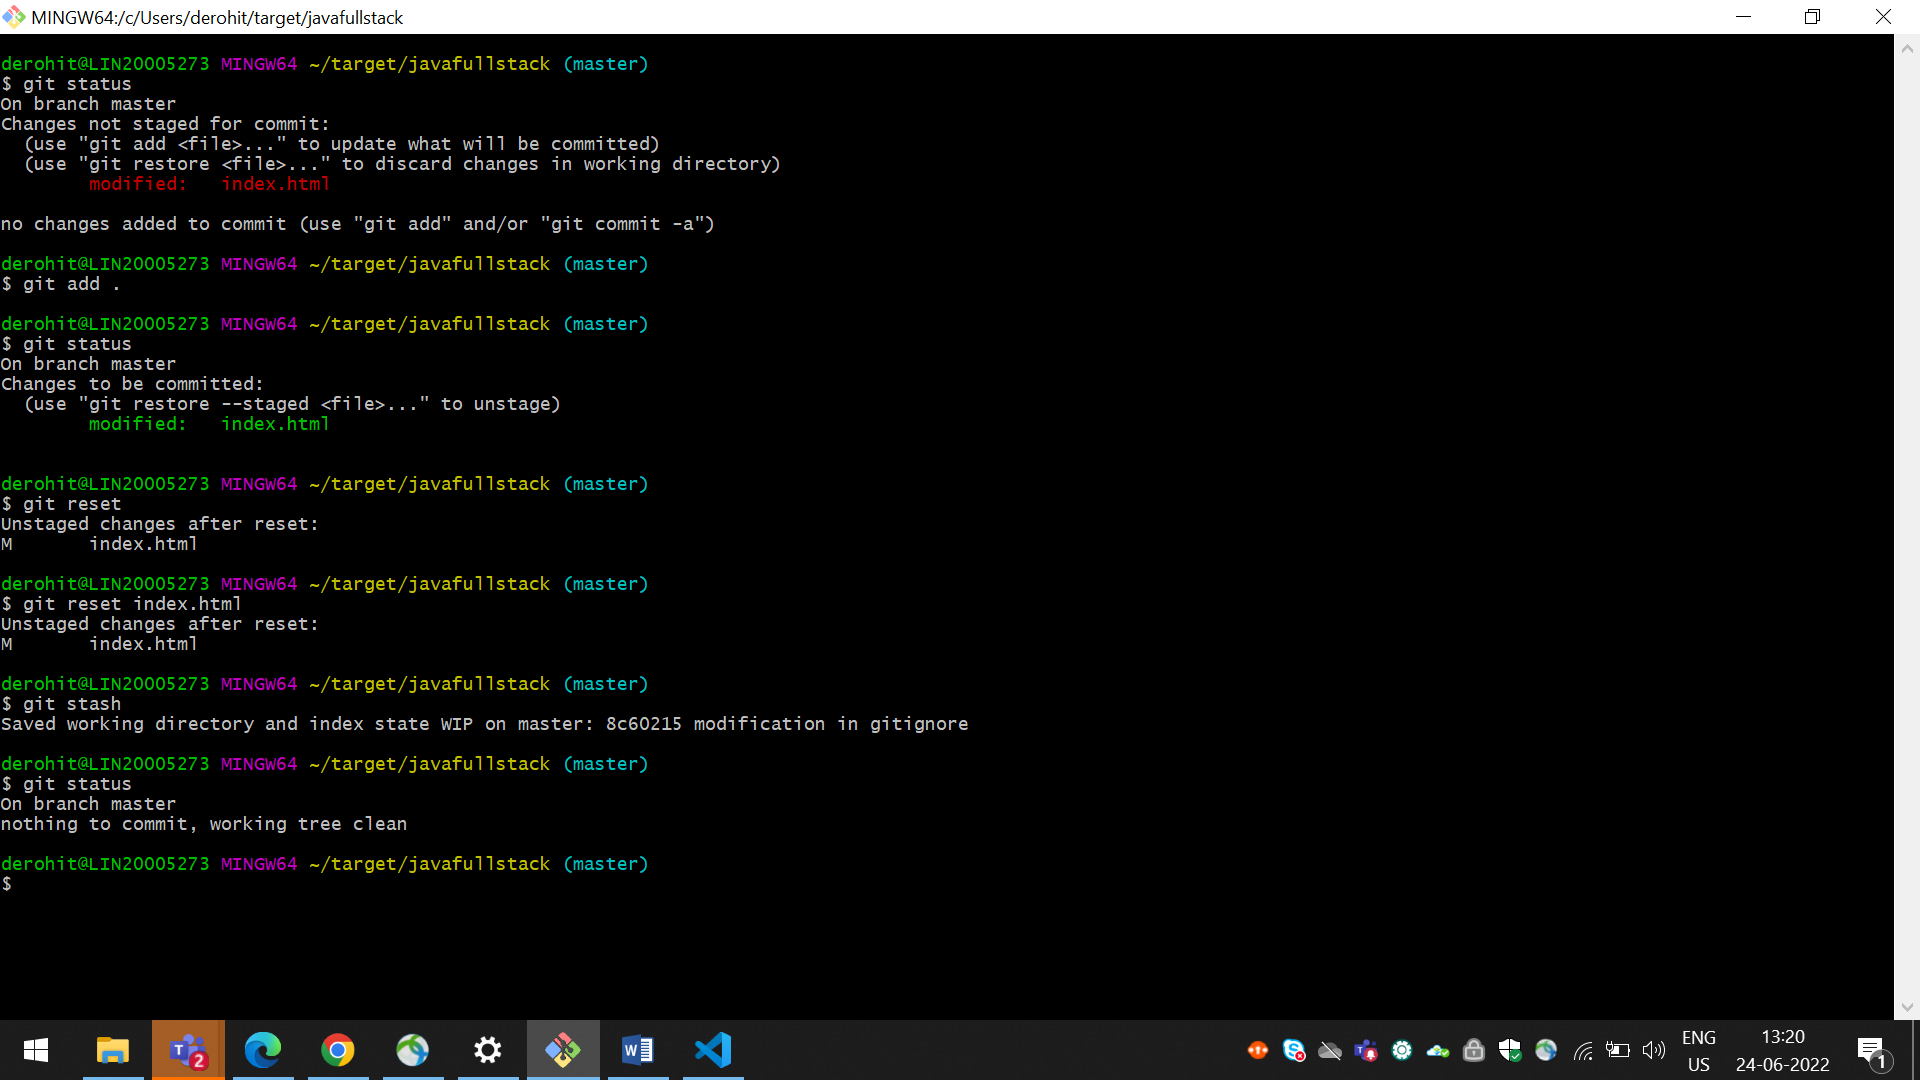 MINGW64:/c/Users/derohit/target/javafullstack
derohit@LIN20005273 MINGW64 ~/target/javafullstack (master)
$ git status
On branch master
Changes not staged for commit:
  (use "git add <file>..." to update what will be committed)
  (use "git restore <file>..." to discard changes in working directory)
        modified:   index.html
no changes added to commit (use "git add" and/or "git commit -a")
derohit@LIN20005273 MINGW64 ~/target/javafullstack (master)
$ git add .
derohit@LIN20005273 MINGW64 ~/target/javafullstack (master)
$ git status
On branch master
Changes to be committed:
  (use "git restore --staged <file>..." to unstage)
        modified:   index.html
derohit@LIN20005273 MINGW64 ~/target/javafullstack (master)
$ git reset
Unstaged changes after reset:
M       index.html
derohit@LIN20005273 MINGW64 ~/target/javafullstack (master)
$ git reset index.html
Unstaged changes after reset:
M       index.html
derohit@LIN20005273 MINGW64 ~/target/javafullstack (master)
$ git stash
Saved working directory and index state WIP on master: 8c60215 modification in gitignore
derohit@LIN20005273 MINGW64 ~/target/javafullstack (master)
$ git status
On branch master
nothing to commit, working tree clean
derohit@LIN20005273 MINGW64 ~/target/javafullstack (master)
$
ENG
US
13:20
24-06-2022
T
2
W
1